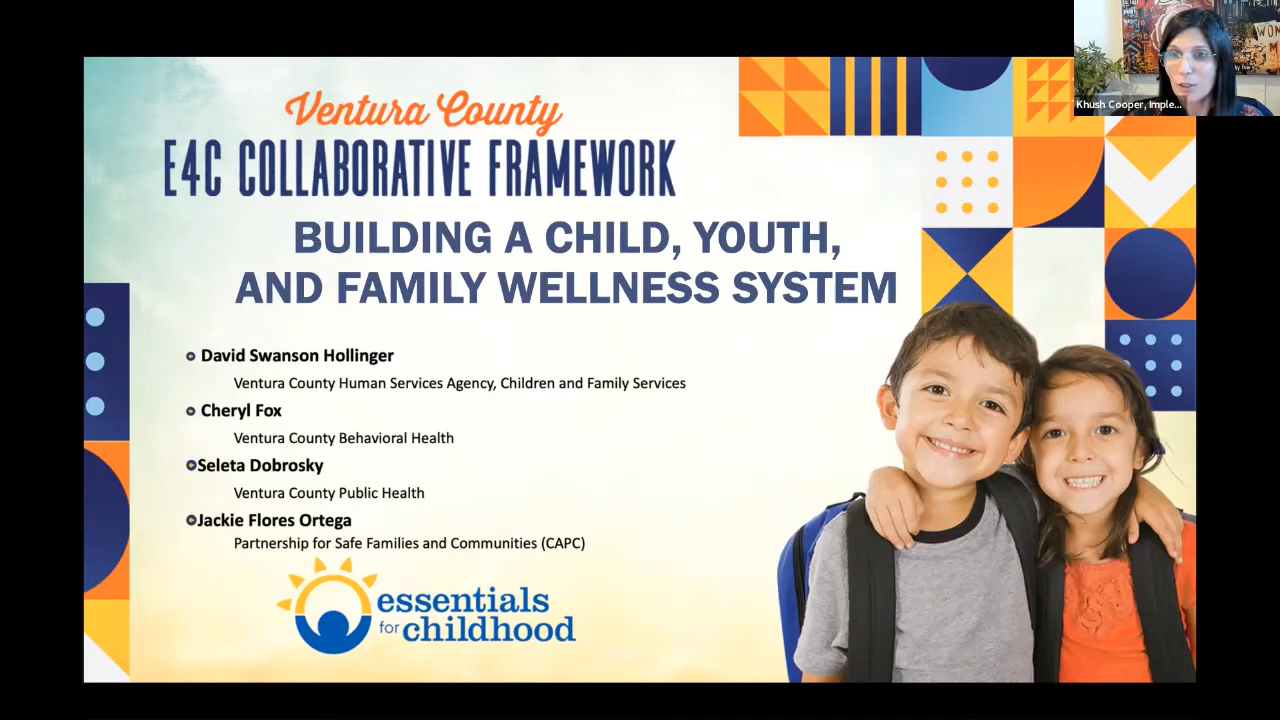 Ventura County
E4C COLLABORATIVE FRAMEWORK
BUILDING A CHILD, YOUTH,
AND FAMILY WELLNESS SYSTEM
David Swanson Hollinger
Ventura County Human Services Agency, Children and Family Services
Cheryl Fox
Ventura County Behavioral Health
Seleta Dobrosky
Ventura County Public Health
Jackie Flores Ortega
Partnership for Safe Families and Communities (CAPC)
essentials
for childhood
Khush Cooper, Imple...